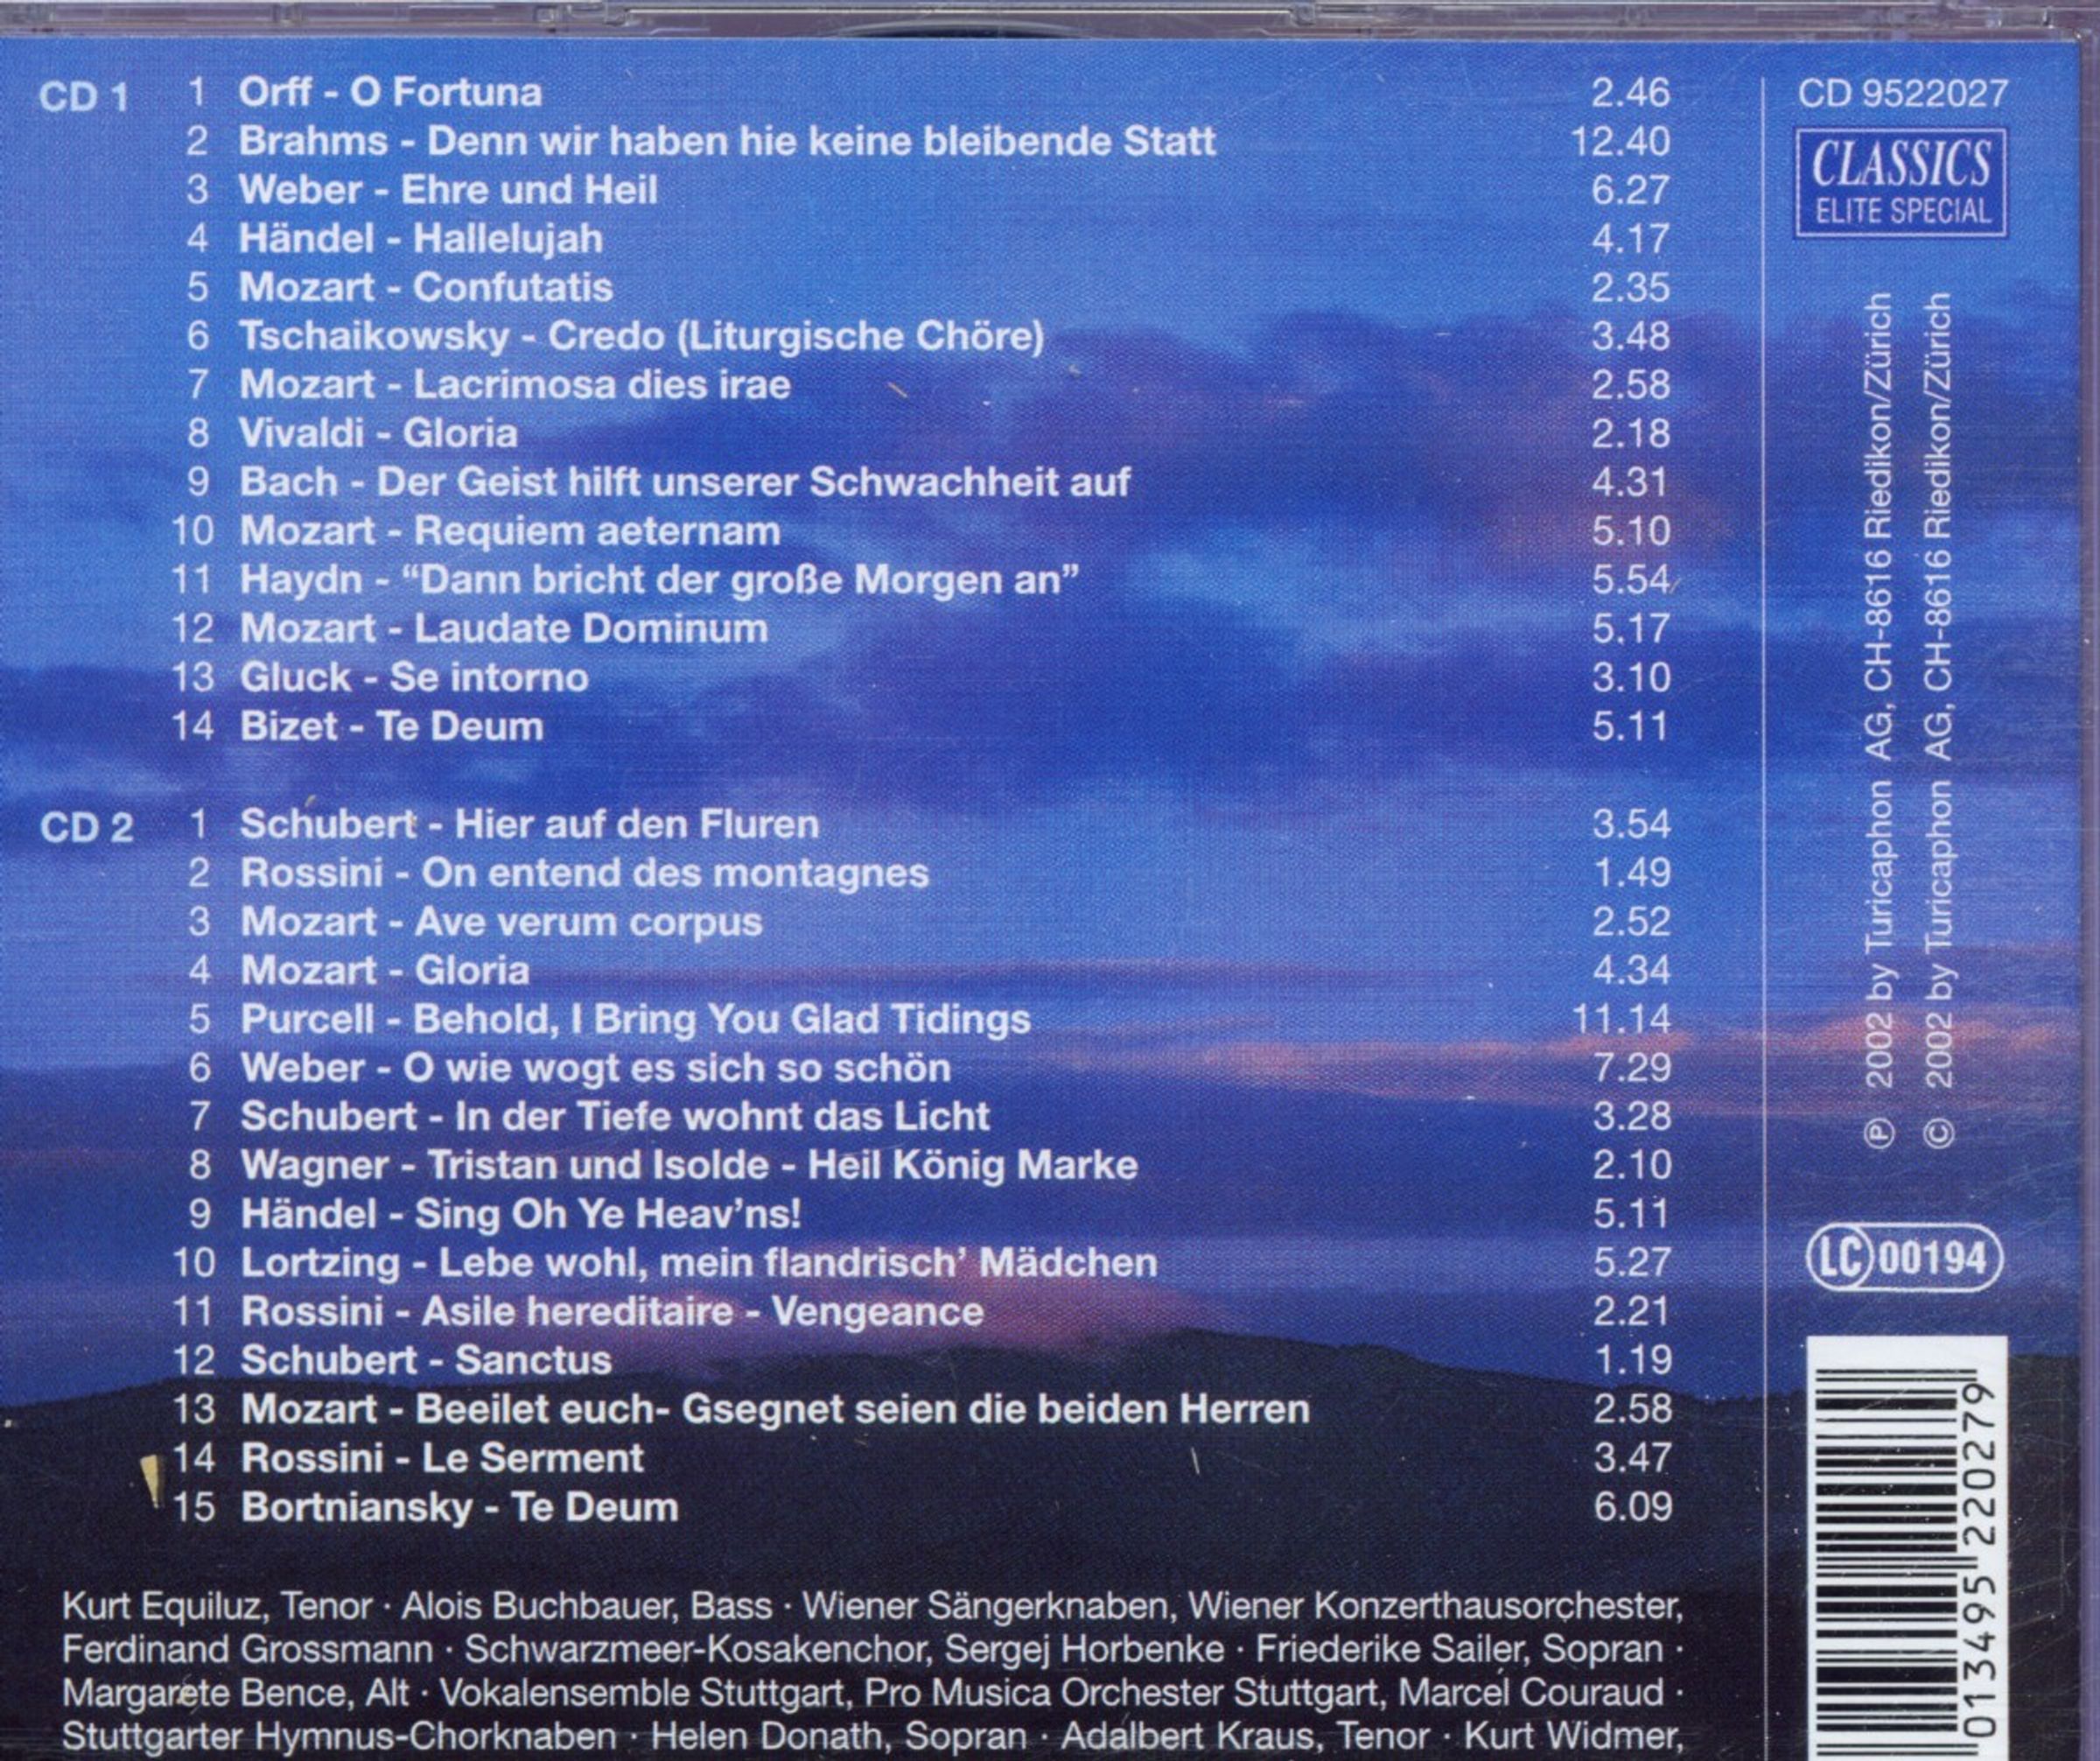 CD 1 1 Orff - O Fortuna 2.46
2 Brahms - Denn wir haben hie keine bleibende Statt 12.40
3 Weber - Ehre und Heil 6.27
4 Händel - Hallelujah 4.17
5 Mozart - Confutatis 2.35
6 Tschaikowsky - Credo (Liturgische Chöre) 3.48
7 Mozart - Lacrimosa dies irae 2.58
8 Vivaldi - Gloria 2.18
9 Bach - Der Geist hilft unserer Schwachheit auf 4.31
10 Mozart - Requiem aeternam 5.10
11 Haydn - “Dann bricht der große Morgen an” 5.54
12 Mozart - Laudate Dominum 5.17
13 Gluck - Se intorno 3.10
14 Bizet - Te Deum 5.11
CD 2 1 Schubert - Hier auf den Fluren 3.54
2 Rossini - On entend des montagnes 1.49
3 Mozart - Ave verum corpus 2.52
4 Mozart - Gloria 4.34
5 Purcell - Behold, I Bring You Glad Tidings 11.14
6 Weber - O wie wogt es sich so schön 7.29
7 Schubert - In der Tiefe wohnt das Licht 3.28
8 Wagner - Tristan und Isolde - Heil König Marke 2.10
9 Händel - Sing Oh Ye Heav’ns! 5.11
10 Lortzing - Lebe wohl, mein flandrisch’ Mädchen 5.27
11 Rossini - Asile hereditaire - Vengeance 2.21
12 Schubert - Sanctus 1.19
13 Mozart - Beeilet euch- Gsegnet seien die beiden Herren 2.58
14 Rossini - Le Serment 3.47
15 Bortniansky - Te Deum 6.09
Kurt Equiluz, Tenor · Alois Buchbauer, Bass · Wiener Sängerknaben, Wiener Konzerthausorchester,
Ferdinand Grossmann · Schwarzmeer-Kosakenchor, Sergej Horbenke · Friederike Sailer, Sopran ·
Margarete Bence, Alt · Vokalensemble Stuttgart, Pro Musica Orchester Stuttgart, Marcel Couraud ·
Stuttgarter Hymnus-Chorknaben · Helen Donath, Sopran · Adalbert Kraus, Tenor · Kurt Widmer,
CD 9522027
CLASSICS
ELITE SPECIAL
℗ 2002 by Turicaphon AG, CH-8616 Riedikon/Zürich
© 2002 by Turicaphon AG, CH-8616 Riedikon/Zürich
LC 00194
013495 220279